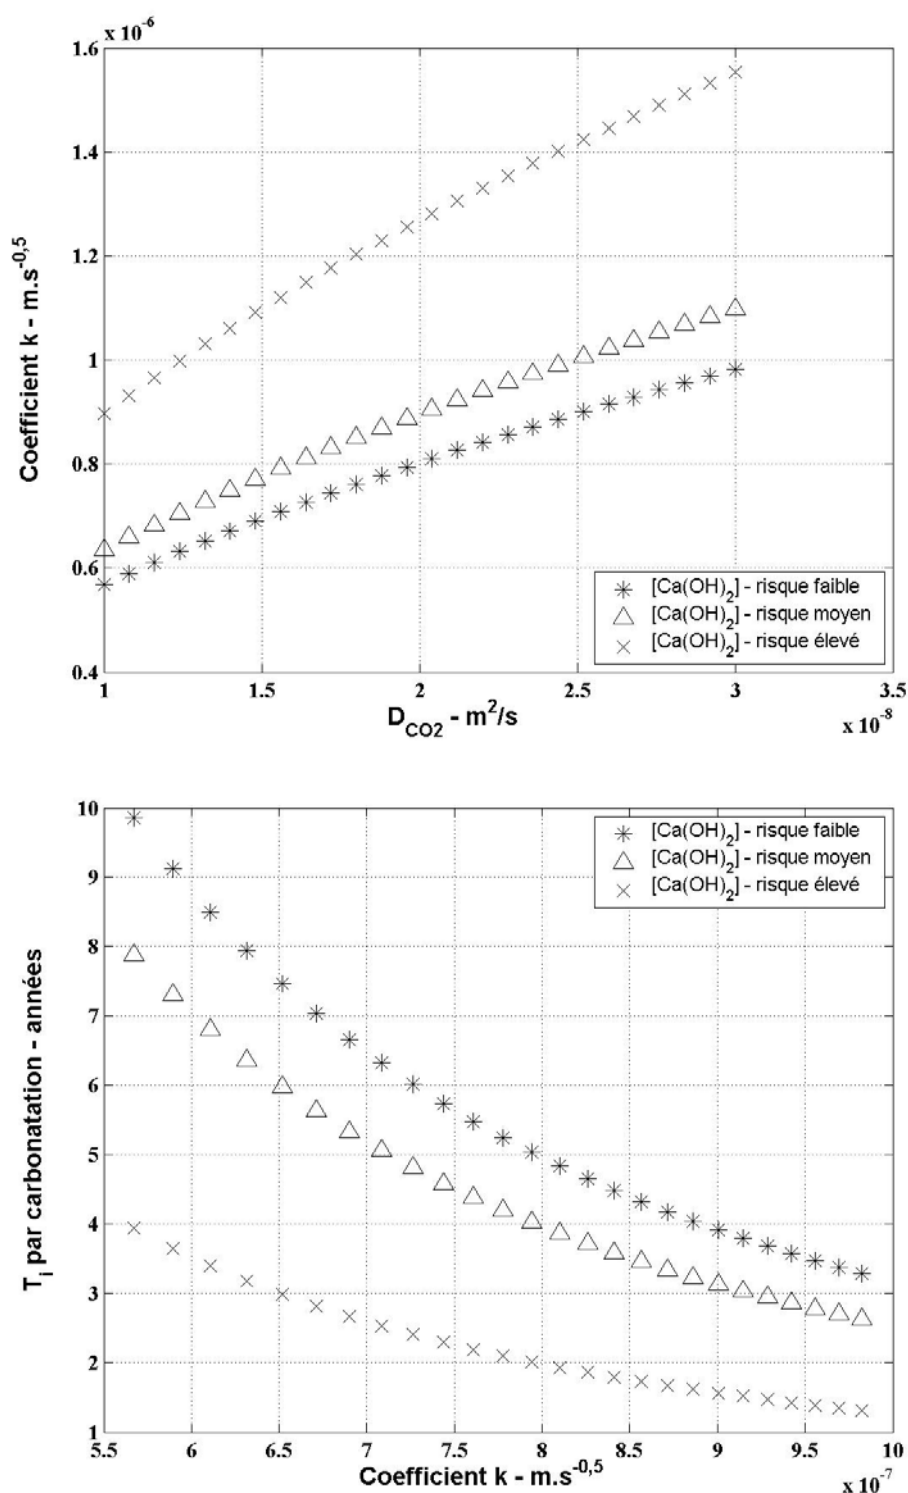 x 10-6
1.6
1.4
1.2
1
0.8
0.6
0.4
Coefficient k - m.s-0,5
[Ca(OH)2] - risque faible
[Ca(OH)2] - risque moyen
[Ca(OH)2] - risque élevé
1 1.5 2 2.5 3 3.5
DCO2 - m2/s
x 10-8
10
9
8
7
6
5
4
3
2
1
Ti par carbonatation - années
[Ca(OH)2] - risque faible
[Ca(OH)2] - risque moyen
[Ca(OH)2] - risque élevé
5.5 6 6.5 7 7.5 8 8.5 9 9.5 10
Coefficient k - m.s-0,5
x 10-7